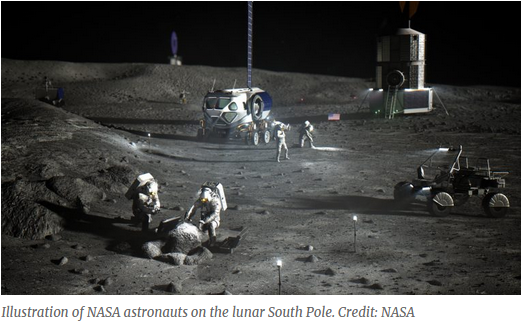 Illustration of NASA astronauts on the lunar South Pole. Credit: NASA